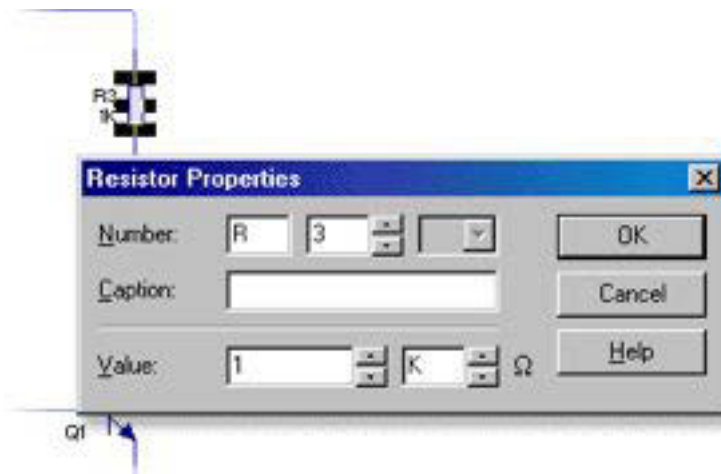 R3
1K
Resistor Properties
Number: R 3
OK
Caption:
Cancel
Value: 1 K Ω
Help
Q1